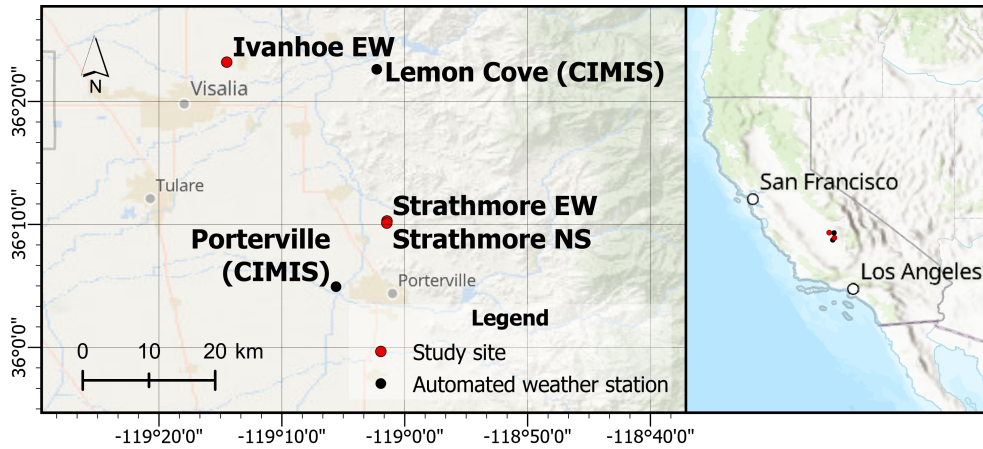 Ivanhoe EW
Lemon Cove (CIMIS)
N
Visalia
36°20'0"
Tulare
Strathmore EW
36°10'0"
Strathmore NS
Porterville
(CIMIS)
Porterville
Legend
36°0'0"
0 10 20 km
Study site
Automated weather station
-119°20'0" -119°10'0" -119°0'0" -118°50'0" -118°40'0"
San Francisco
Los Angeles